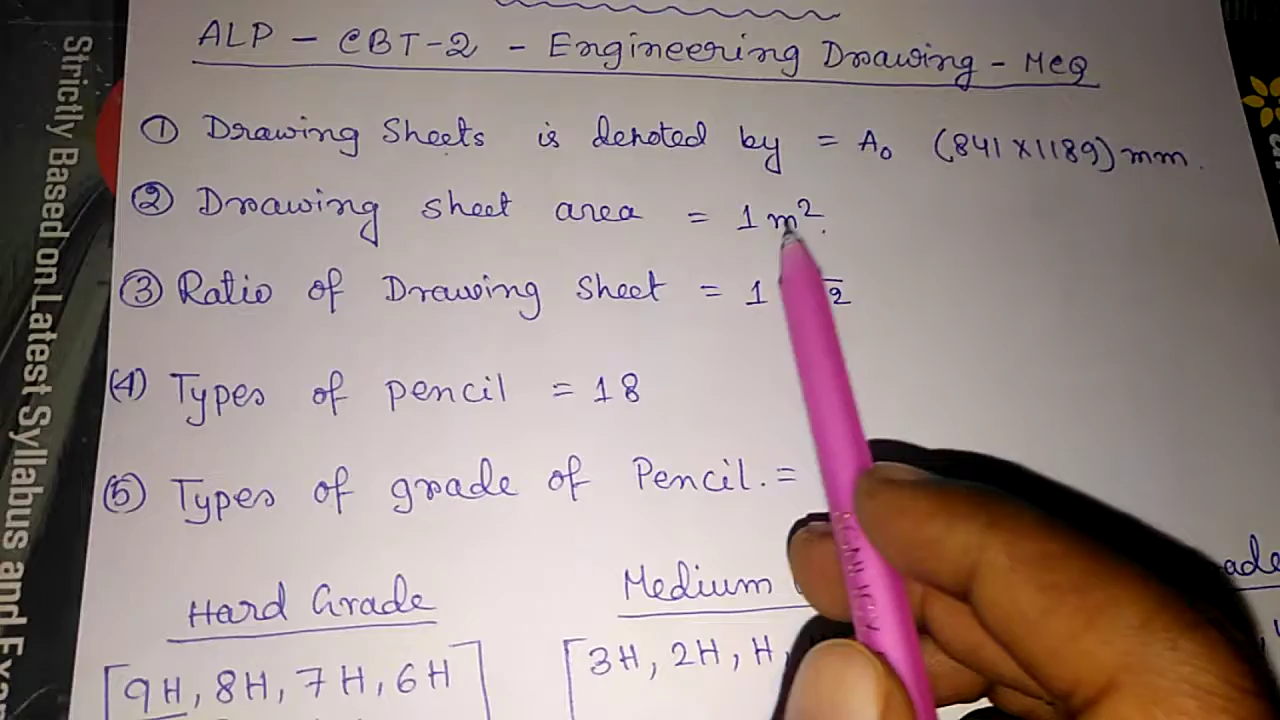 ALP - CBT-2 - Engineering Drawing - MCQ
① Drawing Sheets is denoted by = A₀ (841×1189) mm.
② Drawing sheet area = 1 m².
③ Ratio of Drawing Sheet = 1 2
(4) Types of pencil = 18
⑤ Types of grade of Pencil. =
Hard Grade
Medium
[9H, 8H, 7H, 6H]
[3H, 2H, H,
Strictly Based on Latest Syllabus and